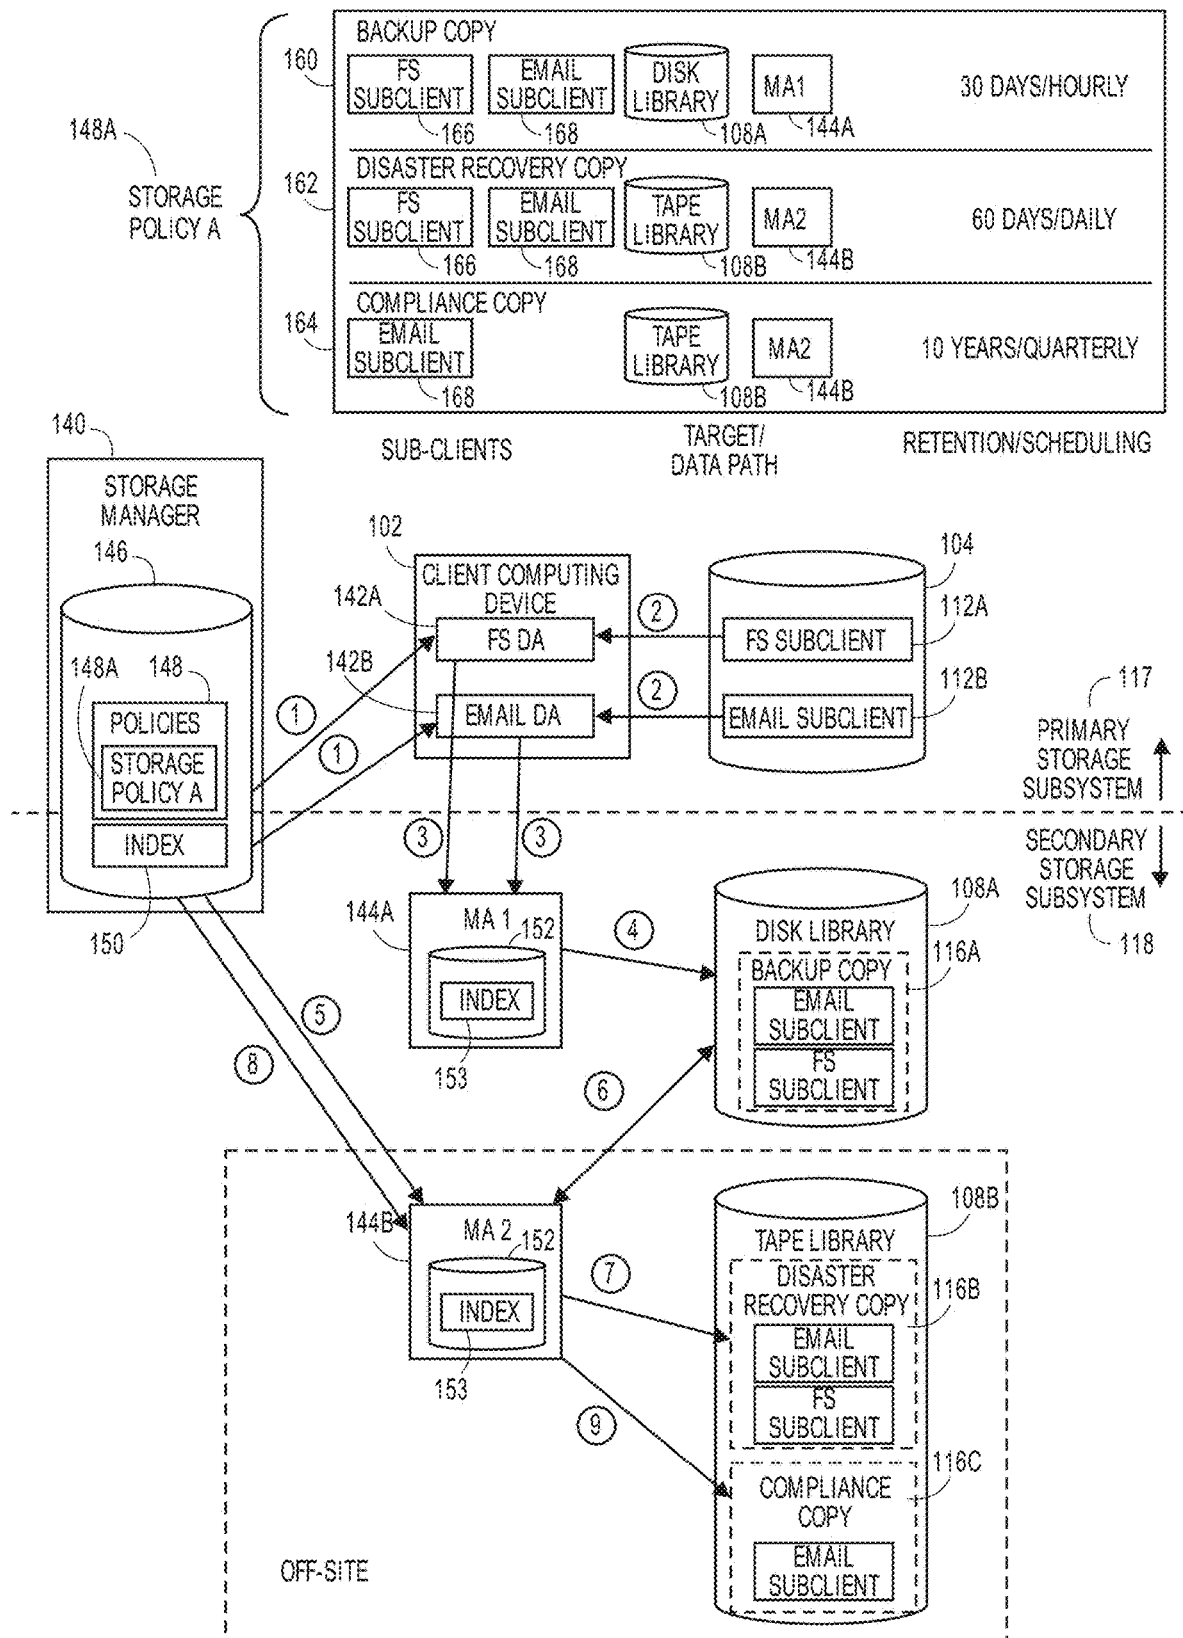 BACKUP COPY
160
FS
SUBCLIENT
166
EMAIL
SUBCLIENT
168
DISK
LIBRARY
108A
MA1
144A
30 DAYS/HOURLY
148A
STORAGE
POLICY A
DISASTER RECOVERY COPY
162
FS
SUBCLIENT
166
EMAIL
SUBCLIENT
168
TAPE
LIBRARY
108B
MA2
144B
60 DAYS/DAILY
COMPLIANCE COPY
164
EMAIL
SUBCLIENT
168
TAPE
LIBRARY
108B
MA2
144B
10 YEARS/QUARTERLY
SUB-CLIENTS
TARGET/
DATA PATH
RETENTION/SCHEDULING
140
STORAGE
MANAGER
146
148A
148
POLICIES
STORAGE
POLICY A
INDEX
150
1
1
102
CLIENT COMPUTING
DEVICE
142A
FS DA
142B
EMAIL DA
2
2
104
FS SUBCLIENT
112A
EMAIL SUBCLIENT
112B
117
PRIMARY
STORAGE
SUBSYSTEM
SECONDARY
STORAGE
SUBSYSTEM
118
3
3
144A
MA 1
152
INDEX
153
4
108A
DISK LIBRARY
116A
BACKUP COPY
EMAIL
SUBCLIENT
FS
SUBCLIENT
5
8
6
144B
MA 2
152
INDEX
153
7
9
108B
TAPE LIBRARY
DISASTER
RECOVERY COPY
116B
EMAIL
SUBCLIENT
FS
SUBCLIENT
116C
COMPLIANCE
COPY
EMAIL
SUBCLIENT
OFF-SITE